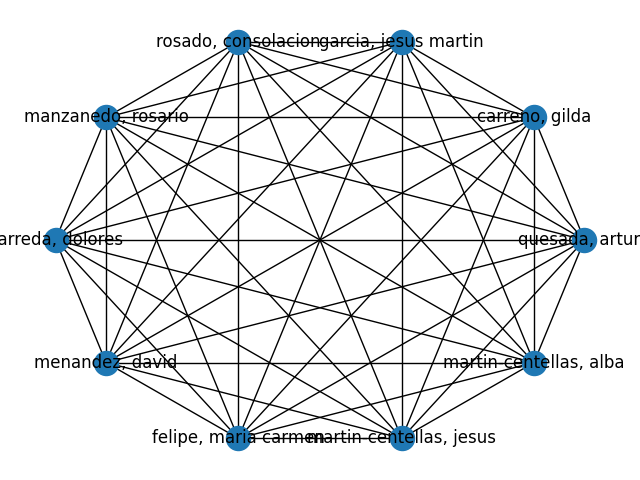 rosado, consolacion
garcia, jesus martin
manzanedo, rosario
carreno, gilda
arreda, dolores
quesada, artur
menandez, david
martin centellas, alba
felipe, maria carmen
martin centellas, jesus